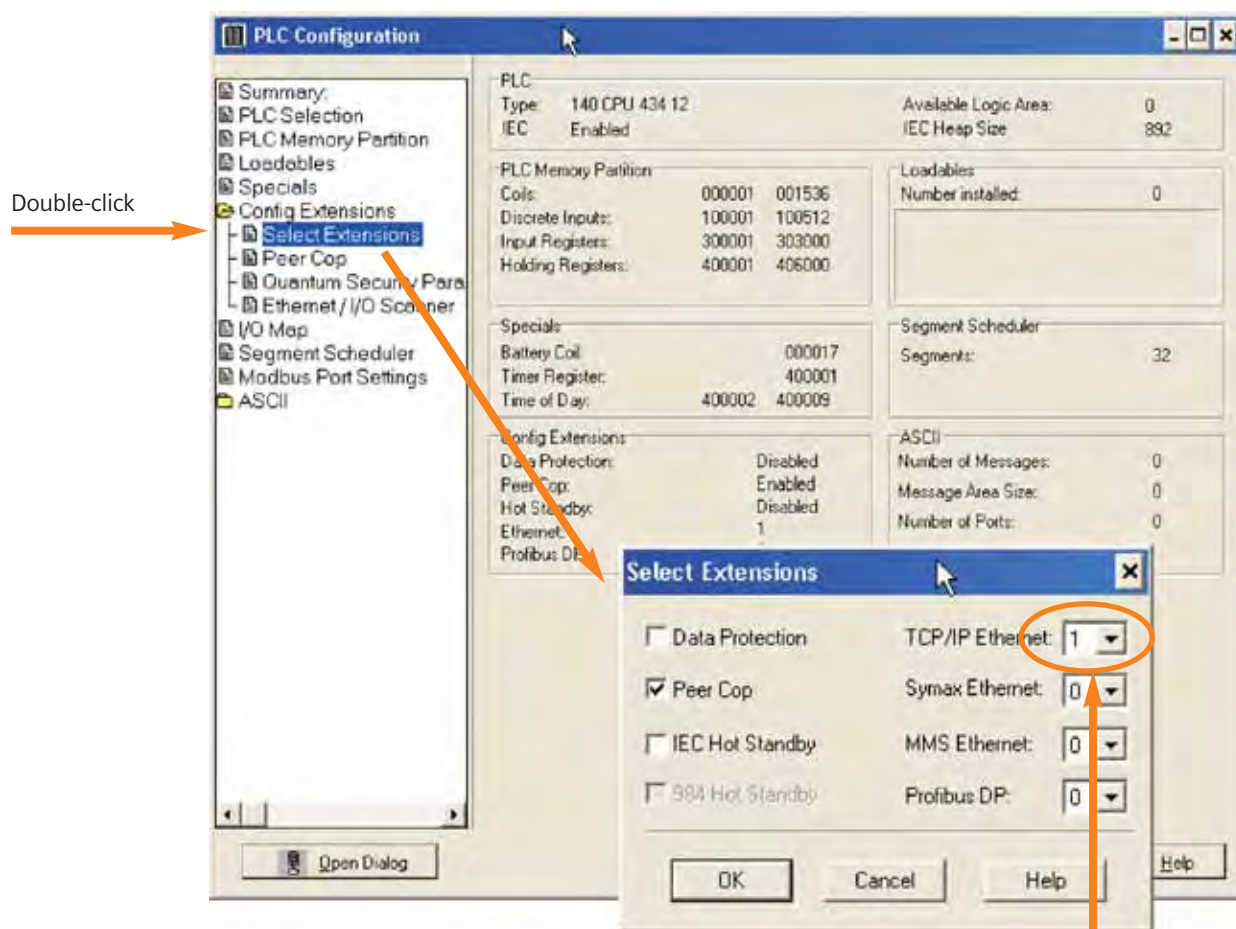 PLC Configuration
Double-click
Summary:
PLC Selection
PLC Memory Partition
Loadables
Specials
Config Extensions
Select Extensions
Peer Cop
Quantum Security Para
Ethernet / I/O Scanner
I/O Map
Segment Scheduler
Modbus Port Settings
ASCII
Open Dialog
PLC
Type: 140 CPU 434 12 Available Logic Area: 0
IEC Enabled IEC Heap Size 892
PLC Memory Partition
Coils: 000001 001536
Discrete Inputs: 100001 100512
Input Registers: 300001 303000
Holding Registers: 400001 406000
Loadables
Number installed: 0
Specials
Battery Coil 000017
Timer Register: 400001
Time of Day: 400002 400009
Segment Scheduler
Segments: 32
Config Extensions
Data Protection: Disabled
Peer Cop: Enabled
Hot Standby: Disabled
Ethernet: 1
Profibus DP
ASCII
Number of Messages: 0
Message Area Size: 0
Number of Ports: 0
Help
Select Extensions
Data Protection TCP/IP Ethernet: 1
Peer Cop Symax Ethernet: 0
IEC Hot Standby MMS Ethernet: 0
984 Hot Standby Profibus DP: 0
OK Cancel Help